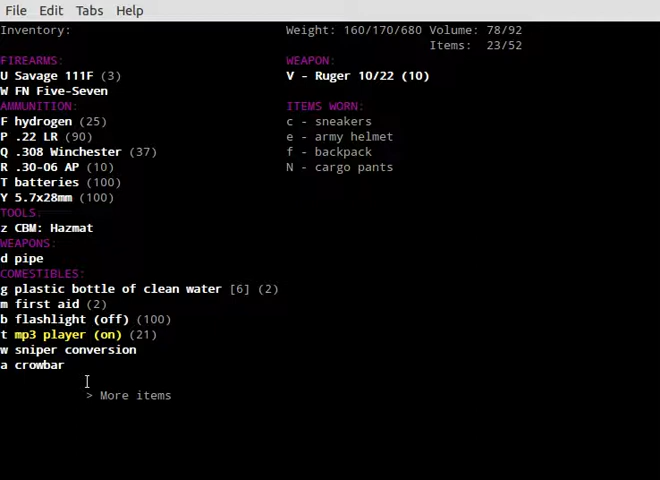 File Edit Tabs Help
Inventory: Weight: 160/170/680 Volume: 78/92
Items: 23/52
FIREARMS: WEAPON:
U Savage 111F (3) V - Ruger 10/22 (10)
W FN Five-Seven
AMMUNITION: ITEMS WORN:
F hydrogen (25) c - sneakers
P .22 LR (90) e - army helmet
Q .308 Winchester (37) f - backpack
R .30-06 AP (10) N - cargo pants
T batteries (100)
Y 5.7x28mm (100)
TOOLS:
z CBM: Hazmat
WEAPONS:
d pipe
COMESTIBLES:
g plastic bottle of clean water [6] (2)
m first aid (2)
b flashlight (off) (100)
t mp3 player (on) (21)
w sniper conversion
a crowbar
> More items